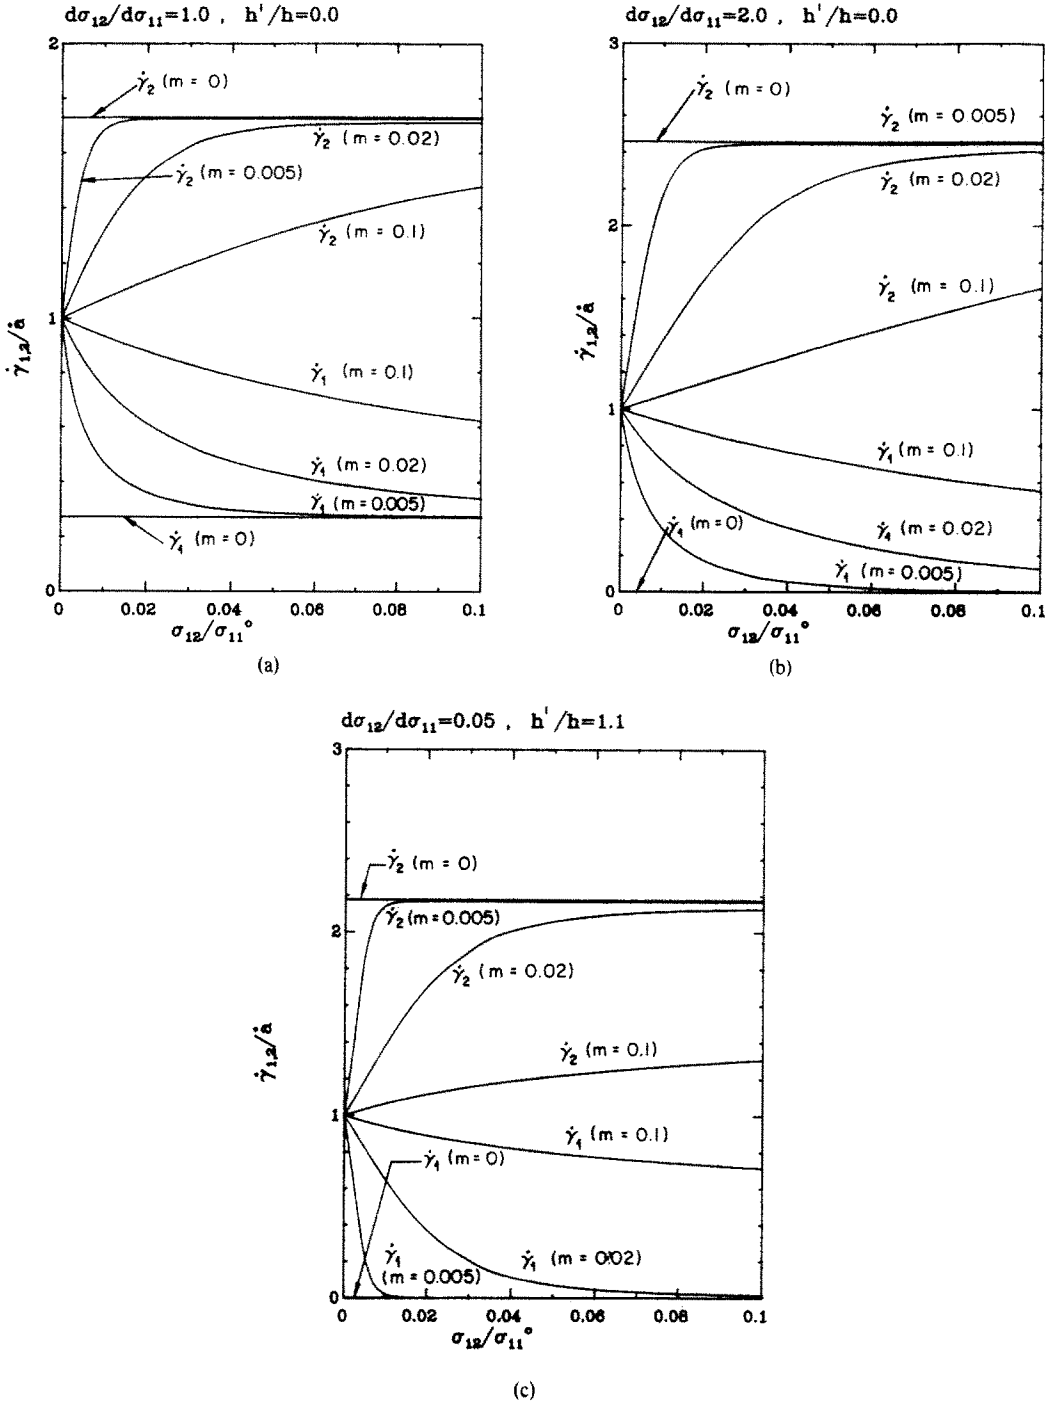 dσ₁₂/dσ₁₁=1.0 , h'/h=0.0
2
γ̇₂ (m = 0)
γ̇₂ (m = 0.02)
γ̇₂ (m = 0.005)
γ̇₂ (m = 0.1)
1
γ̇₁,₂/ȧ
γ̇₁ (m = 0.1)
γ̇₁ (m = 0.02)
γ̇₁ (m = 0.005)
γ̇₁ (m = 0)
0
0 0.02 0.04 0.06 0.08 0.1
σ₁₂/σ₁₁°
(a)
dσ₁₂/dσ₁₁=2.0 , h'/h=0.0
3
γ̇₂ (m = 0)
γ̇₂ (m = 0.005)
γ̇₂ (m = 0.02)
2
γ̇₂ (m = 0.1)
γ̇₁,₂/ȧ
1
γ̇₁ (m = 0.1)
γ̇₁ (m = 0)
γ̇₁ (m = 0.02)
γ̇₁ (m = 0.005)
0
0 0.02 0.04 0.06 0.08 0.1
σ₁₂/σ₁₁°
(b)
dσ₁₂/dσ₁₁=0.05 , h'/h=1.1
3
γ̇₂ (m = 0)
γ̇₂ (m = 0.005)
2
γ̇₂ (m = 0.02)
γ̇₂ (m = 0.1)
γ̇₁,₂/ȧ
1
γ̇₁ (m = 0.1)
γ̇₁ (m = 0)
γ̇₁ (m = 0.02)
γ̇₁
(m = 0.005)
0
0 0.02 0.04 0.06 0.08 0.1
σ₁₂/σ₁₁°
(c)